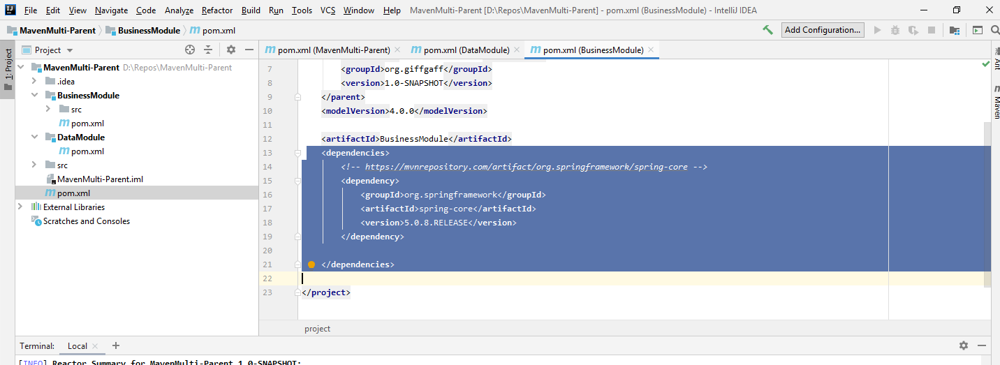 File Edit View Navigate Code Analyze Refactor Build Run Tools VCS Window Help MavenMulti-Parent [D:\Repos\MavenMulti-Parent] - pom.xml (BusinessModule) - IntelliJ IDEA
MavenMulti-Parent BusinessModule pom.xml Add Configuration...
1: Project
Project
pom.xml (MavenMulti-Parent) pom.xml (DataModule) pom.xml (BusinessModule)
MavenMulti-Parent D:\Repos\MavenMulti-Parent
.idea
BusinessModule
src
pom.xml
DataModule
pom.xml
src
MavenMulti-Parent.iml
pom.xml
External Libraries
Scratches and Consoles
7 <groupId>org.giffgaff</groupId>
8 <version>1.0-SNAPSHOT</version>
9 </parent>
10 <modelVersion>4.0.0</modelVersion>
11
12 <artifactId>BusinessModule</artifactId>
13 <dependencies>
14 <!-- https://mvnrepository.com/artifact/org.springframework/spring-core -->
15 <dependency>
16 <groupId>org.springframework</groupId>
17 <artifactId>spring-core</artifactId>
18 <version>5.0.8.RELEASE</version>
19 </dependency>
20
21 </dependencies>
22
23 </project>
project
Ant
Maven
Terminal: Local
[INFO] Reactor Summary for MavenMulti-Parent 1.0-SNAPSHOT: